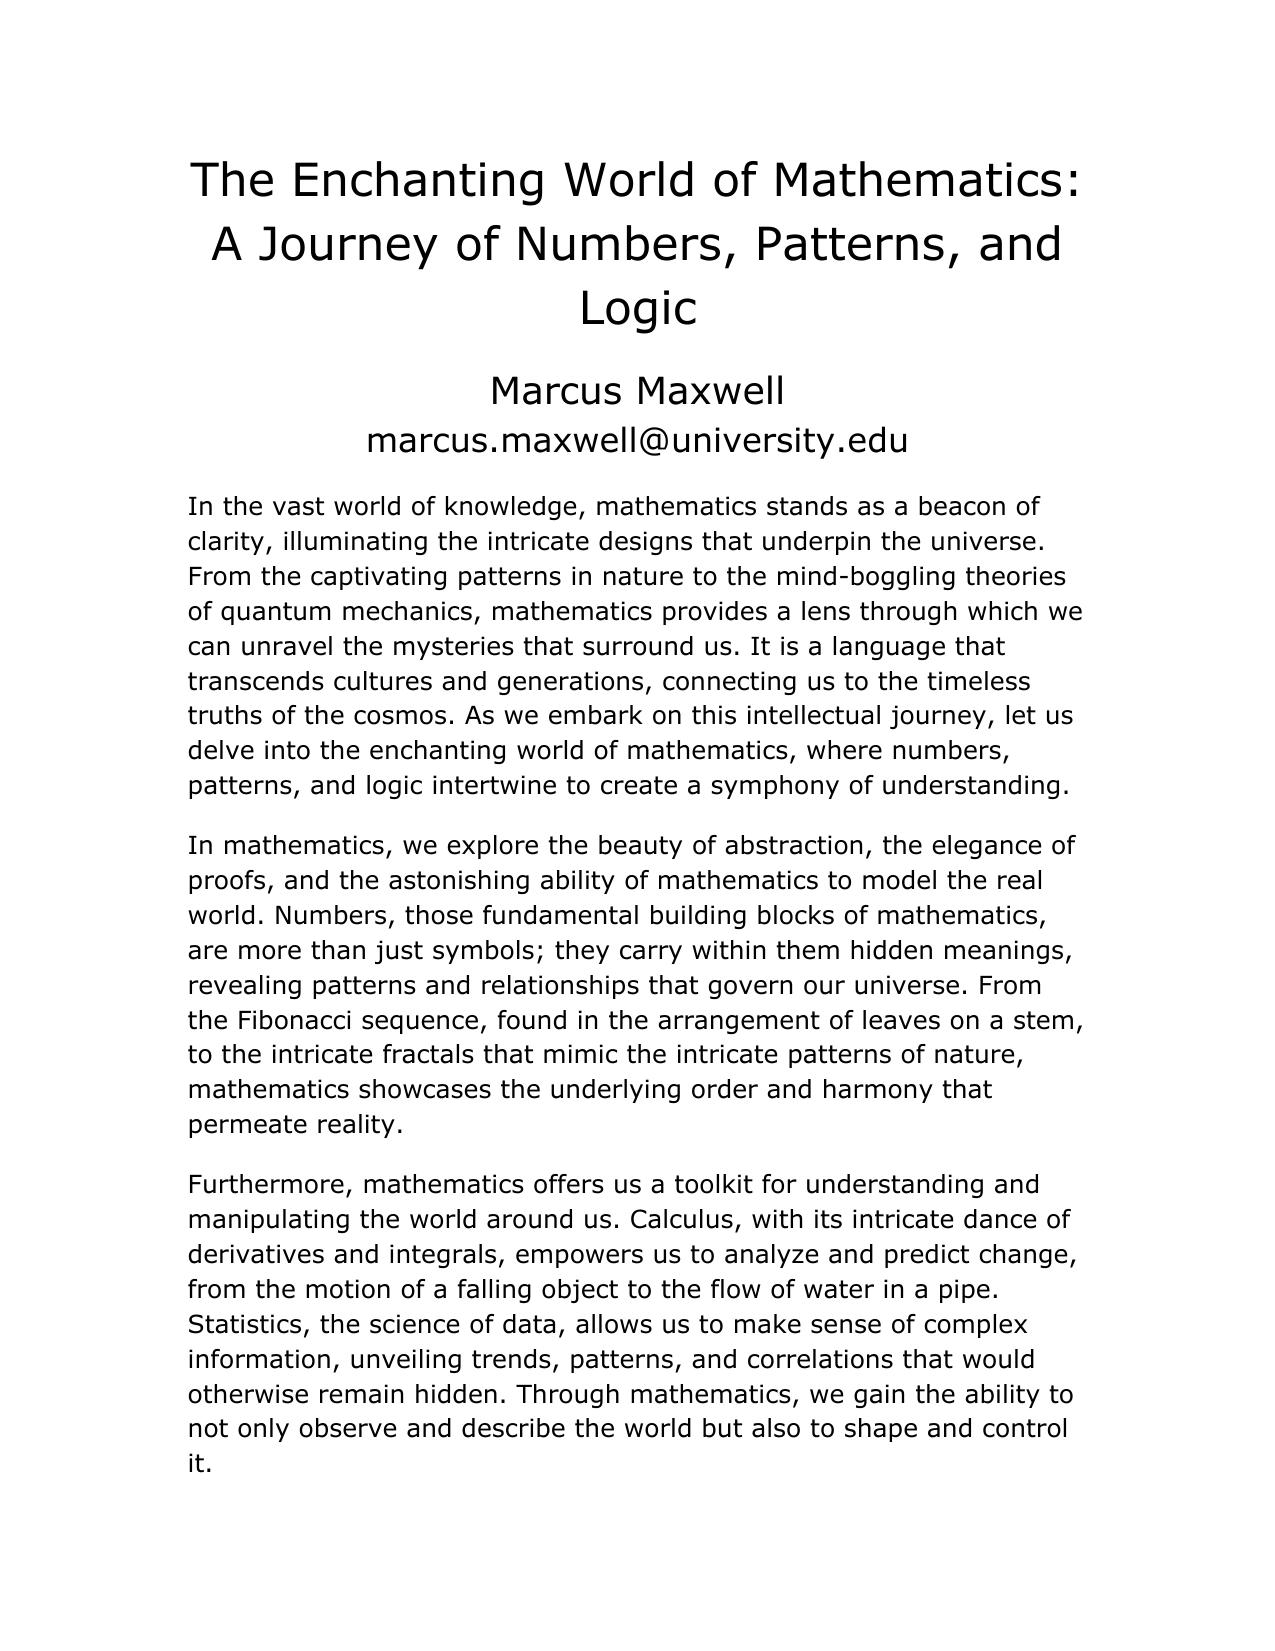 The Enchanting World of Mathematics:
A Journey of Numbers, Patterns, and
Logic
Marcus Maxwell
marcus.maxwell@university.edu
In the vast world of knowledge, mathematics stands as a beacon of
clarity, illuminating the intricate designs that underpin the universe.
From the captivating patterns in nature to the mind-boggling theories
of quantum mechanics, mathematics provides a lens through which we
can unravel the mysteries that surround us. It is a language that
transcends cultures and generations, connecting us to the timeless
truths of the cosmos. As we embark on this intellectual journey, let us
delve into the enchanting world of mathematics, where numbers,
patterns, and logic intertwine to create a symphony of understanding.
In mathematics, we explore the beauty of abstraction, the elegance of
proofs, and the astonishing ability of mathematics to model the real
world. Numbers, those fundamental building blocks of mathematics,
are more than just symbols; they carry within them hidden meanings,
revealing patterns and relationships that govern our universe. From
the Fibonacci sequence, found in the arrangement of leaves on a stem,
to the intricate fractals that mimic the intricate patterns of nature,
mathematics showcases the underlying order and harmony that
permeate reality.
Furthermore, mathematics offers us a toolkit for understanding and
manipulating the world around us. Calculus, with its intricate dance of
derivatives and integrals, empowers us to analyze and predict change,
from the motion of a falling object to the flow of water in a pipe.
Statistics, the science of data, allows us to make sense of complex
information, unveiling trends, patterns, and correlations that would
otherwise remain hidden. Through mathematics, we gain the ability to
not only observe and describe the world but also to shape and control
it.